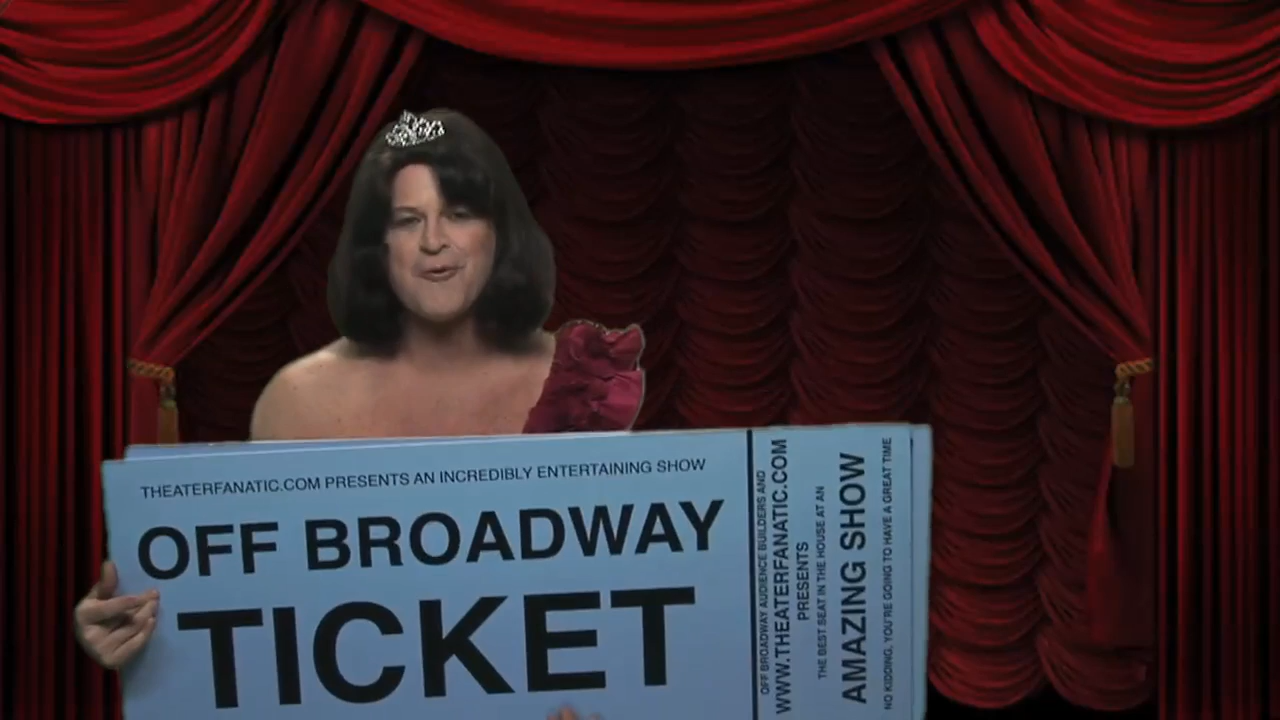 THEATERFANATIC.COM PRESENTS AN INCREDIBLY ENTERTAINING SHOW
OFF BROADWAY
TICKET
OFF BROADWAY AUDIENCE BUILDERS AND
WWW.THEATERFANATIC.COM
PRESENTS
THE BEST SEAT IN THE HOUSE AT AN
AMAZING SHOW
NO KIDDING, YOU'RE GOING TO HAVE A GREAT TIME